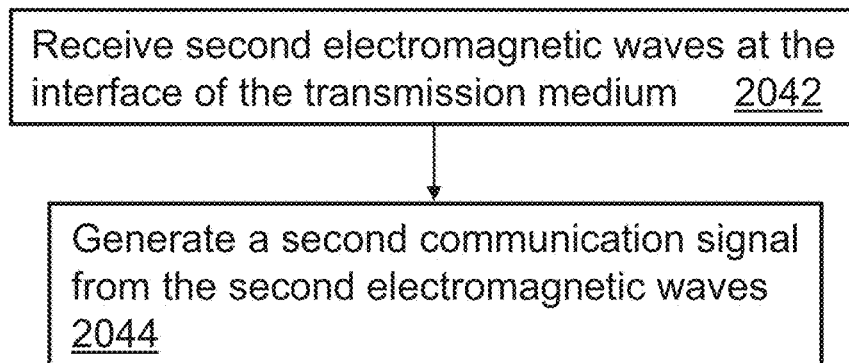 Receive second electromagnetic waves at the
interface of the transmission medium 2042
Generate a second communication signal
from the second electromagnetic waves
2044